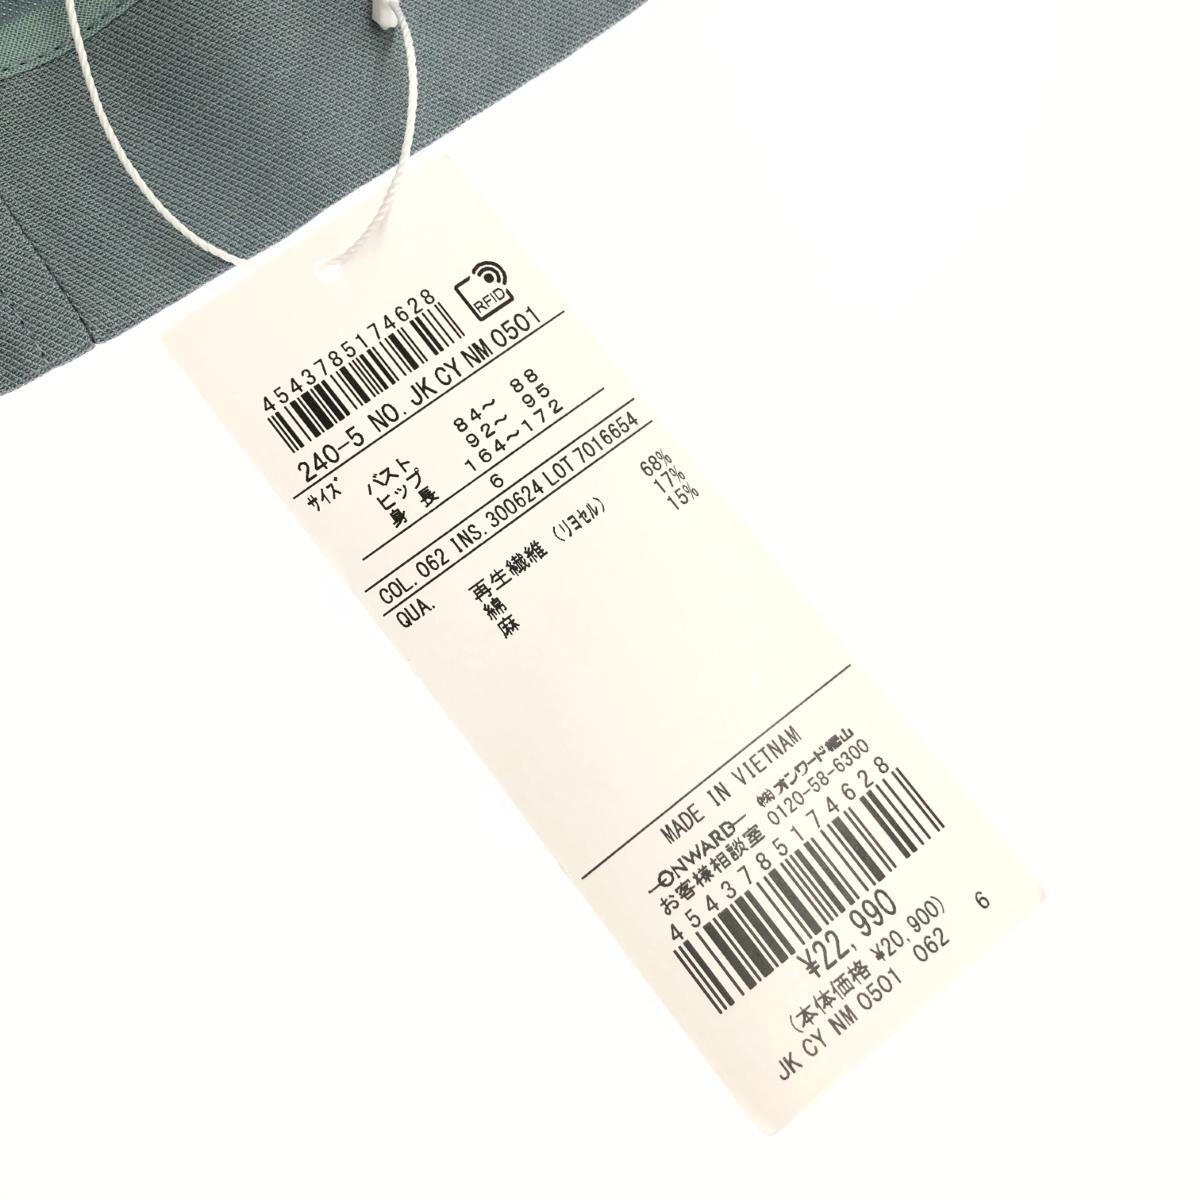 RFID
4543785174628
240-5 NO. JK CY NM 0501
サイズ バスト 84～ 88
ヒップ 92～ 95
身 長 164～172
6
COL. 062 INS. 300624 LOT 7016654
QUA. 再生繊維 (リヨセル) 68%
綿 17%
麻 15%
MADE IN VIETNAM
ONWARD ㈱オンワード樫山
お客様相談室 0120-58-6300
4543785174628
¥22,990
(本体価格 ¥20,900)
JK CY NM 0501 062 6